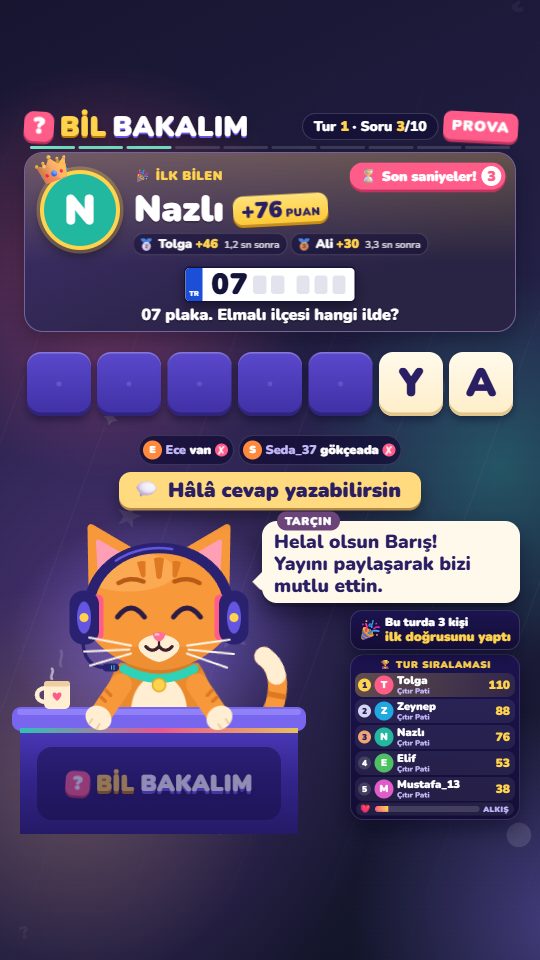 ? BİL BAKALIM
Tur 1 · Soru 3/10
PROVA
N
İLK BİLEN
Son saniyeler! 3
Nazlı +76 PUAN
Tolga +46 1,2 sn sonra
Ali +30 3,3 sn sonra
TR 07
07 plaka. Elmalı ilçesi hangi ilde?
Y A
E Ece van X
S Seda_37 gökçeada X
Hâlâ cevap yazabilirsin
TARÇIN
Helal olsun Barış!
Yayını paylaşarak bizi
mutlu ettin.
Bu turda 3 kişi
ilk doğrusunu yaptı
TUR SIRALAMASI
1 T Tolga 110
Çıtır Pati
2 Z Zeynep 88
Çıtır Pati
3 N Nazlı 76
Çıtır Pati
4 E Elif 53
Çıtır Pati
5 M Mustafa_13 38
Çıtır Pati
ALKIŞ
? BİL BAKALIM
?